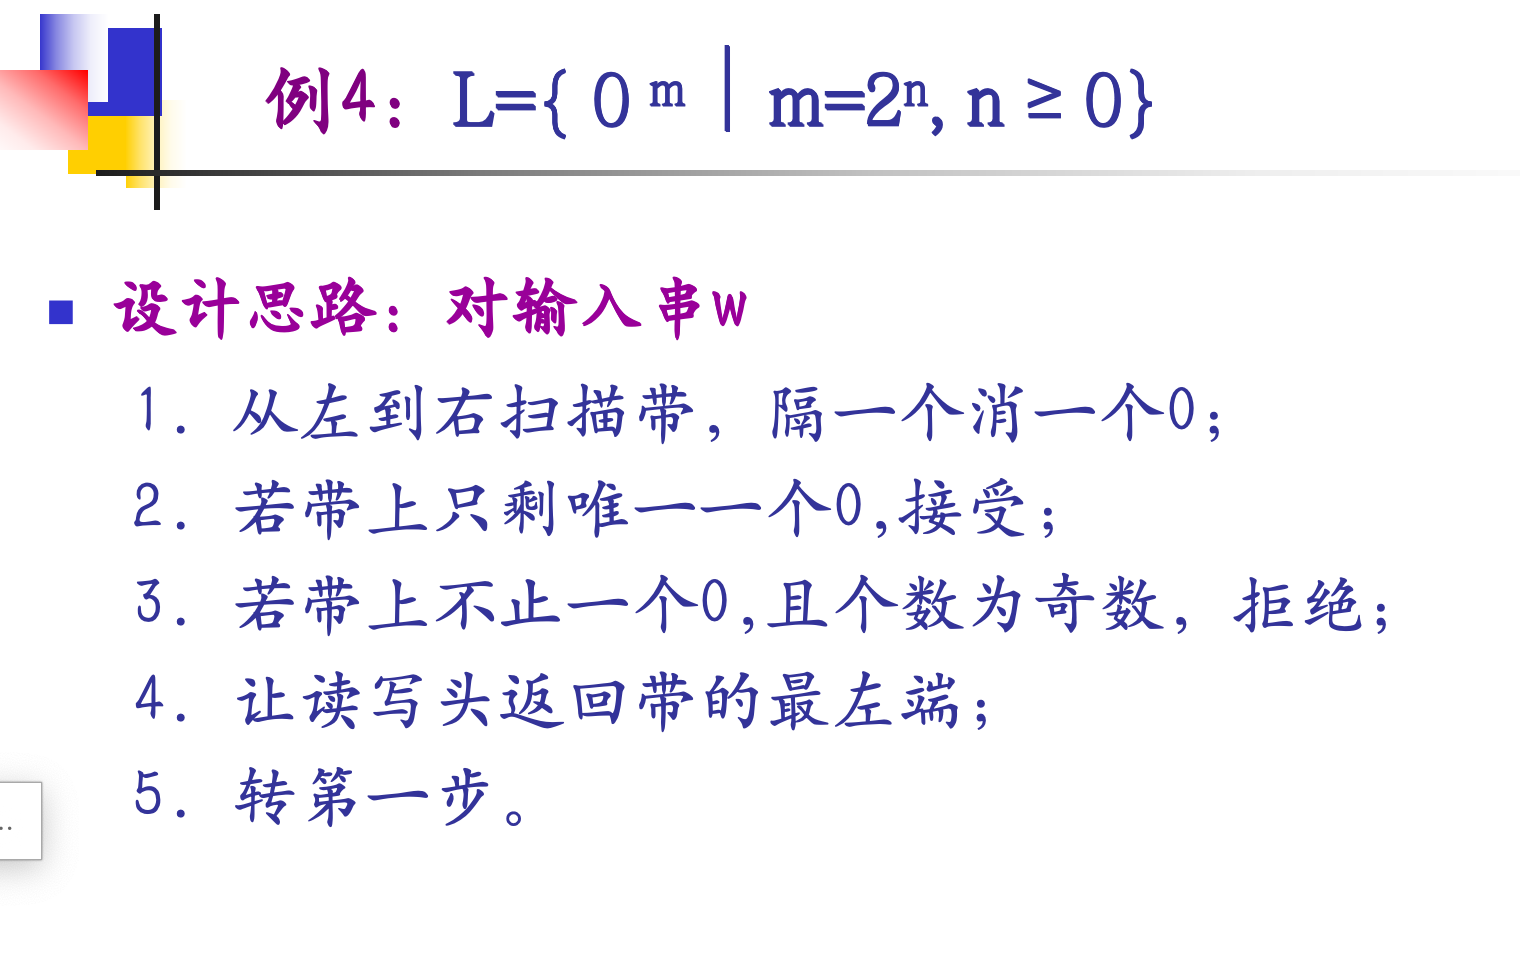 例4：L={ 0 ᵐ | m=2ⁿ, n ≥ 0}
■ 设计思路：对输入串w
1. 从左到右扫描带，隔一个消一个0；
2. 若带上只剩唯一一个0,接受；
3. 若带上不止一个0,且个数为奇数，拒绝；
4. 让读写头返回带的最左端；
5. 转第一步。
..